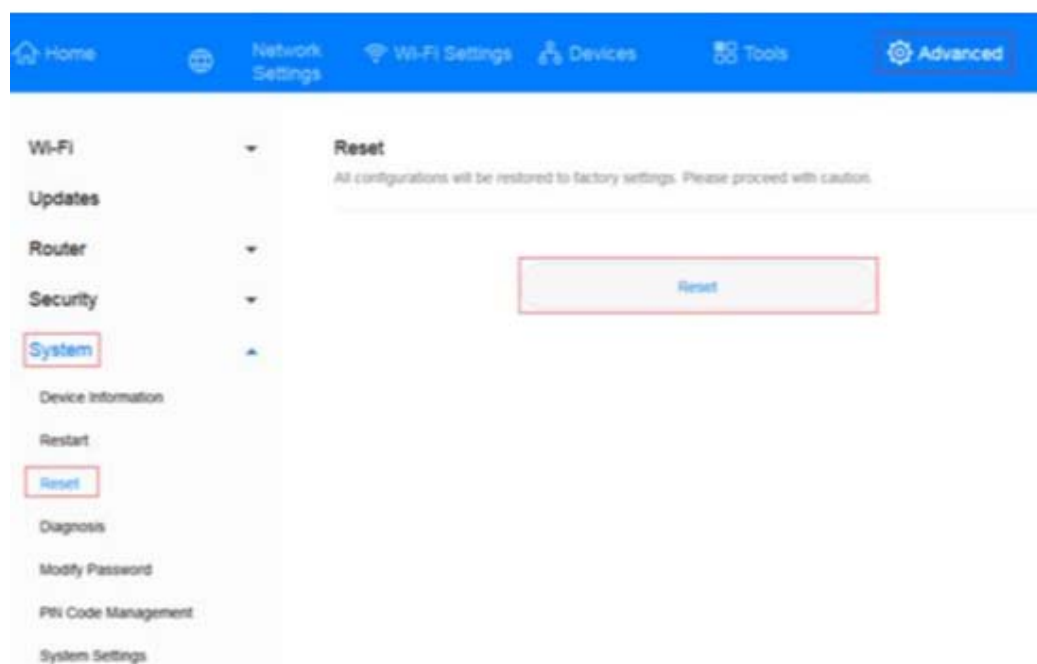 Home
Network
Settings
Wi-Fi Settings
Devices
Tools
Advanced
Wi-Fi
Updates
Router
Security
System
Device Information
Restart
Reset
Diagnosis
Modify Password
PIN Code Management
System Settings
Reset
All configurations will be restored to factory settings. Please proceed with caution.
Reset